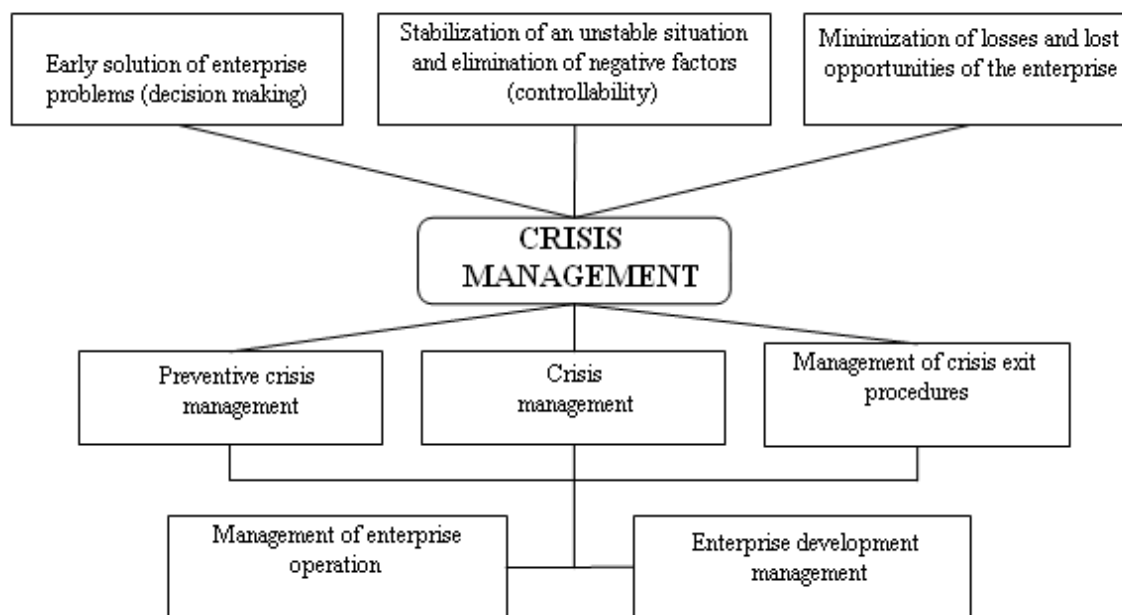 Early solution of enterprise
problems (decision making)
Stabilization of an unstable situation
and elimination of negative factors
(controllability)
Minimization of losses and lost
opportunities of the enterprise
CRISIS
MANAGEMENT
Preventive crisis
management
Crisis
management
Management of crisis exit
procedures
Management of enterprise
operation
Enterprise development
management